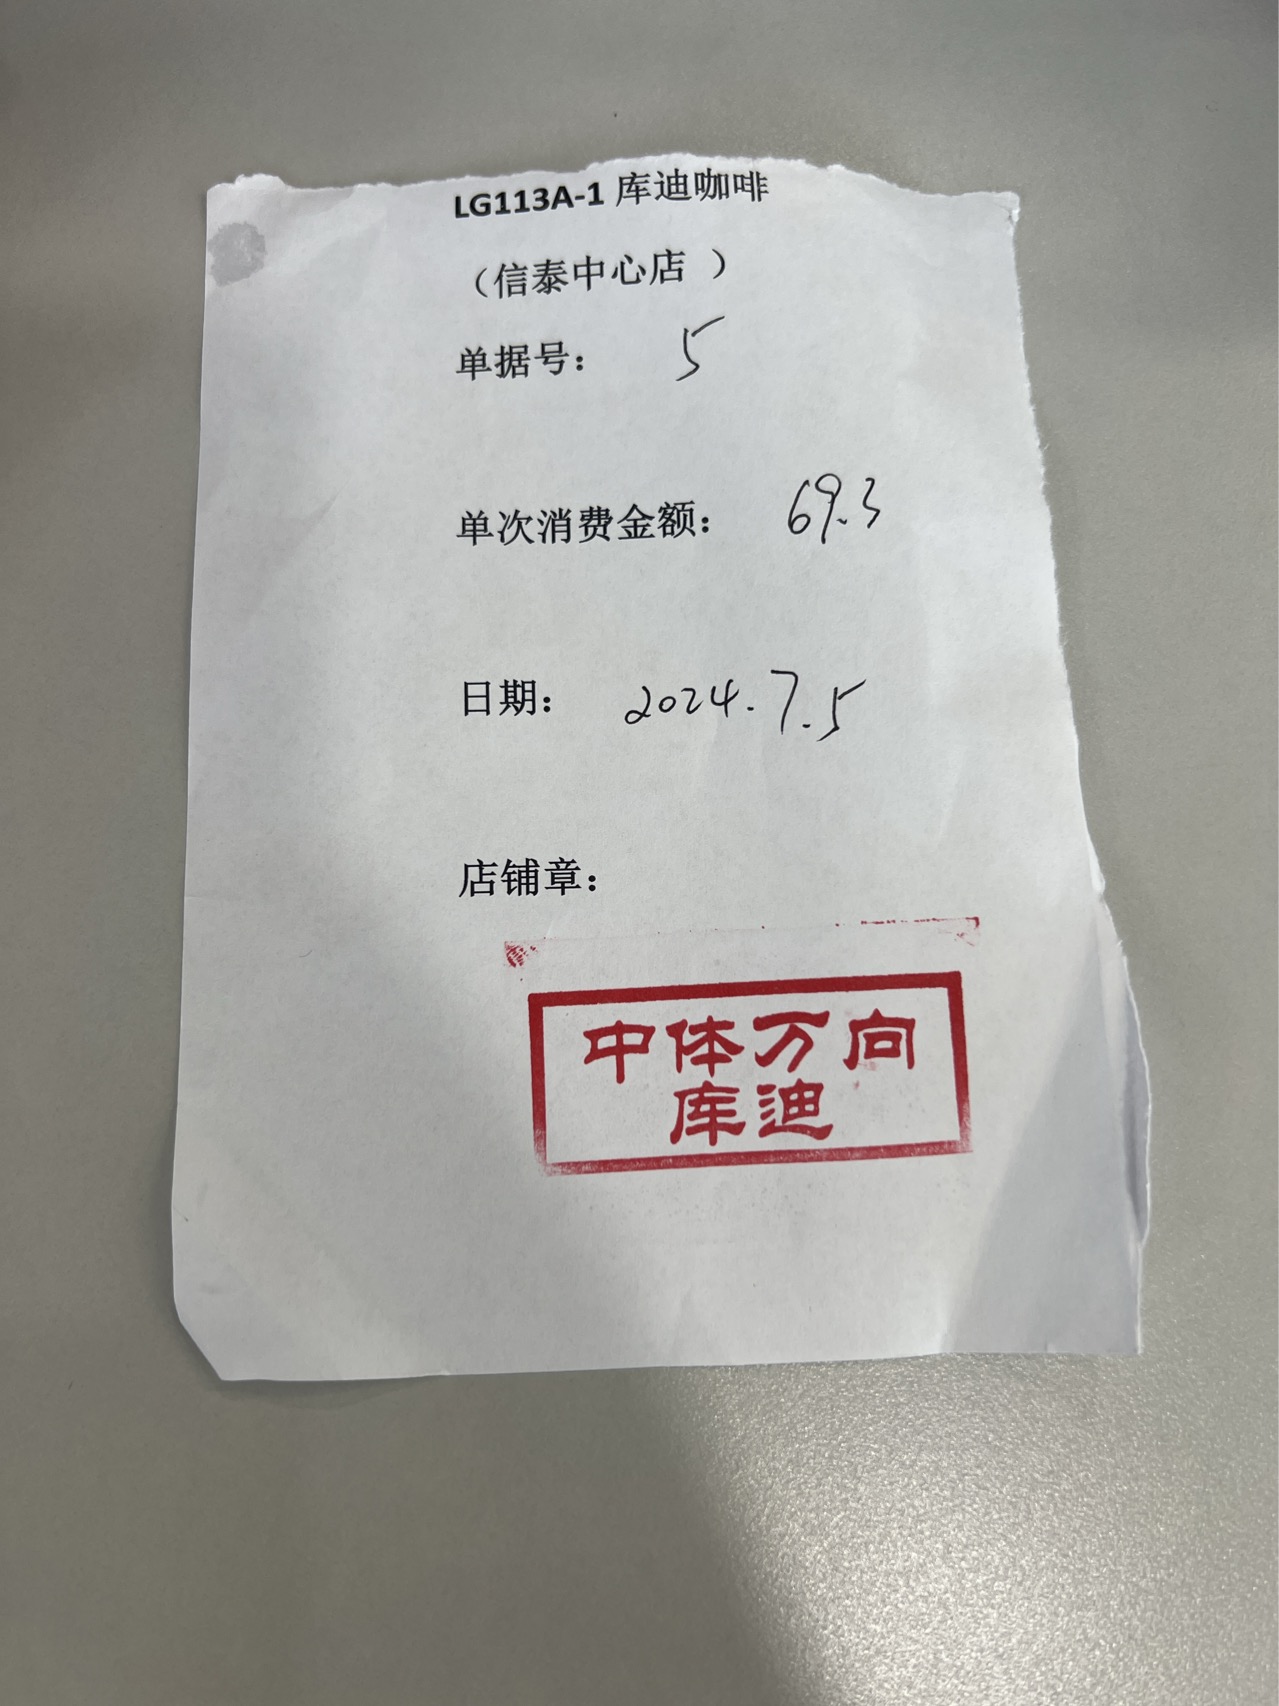 LG113A-1 库迪咖啡
（信泰中心店 ）
单据号： 5
单次消费金额： 69.3
日期： 2024.7.5
店铺章：
中体万向
库迪